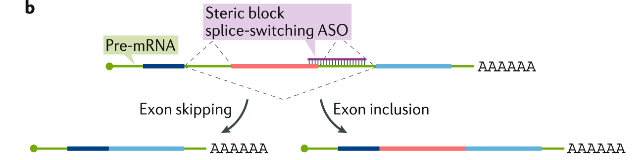 b
Steric block
splice-switching ASO
Pre-mRNA
AAAAAA
Exon skipping
Exon inclusion
AAAAAA
AAAAAA